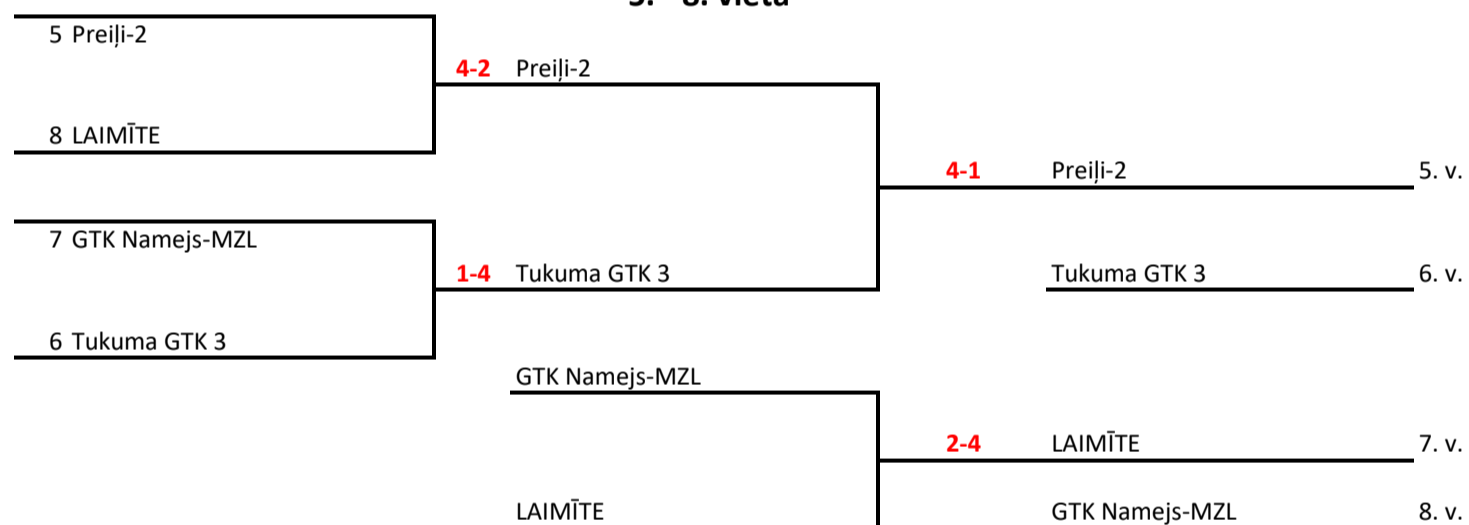 5 Preiļi-2
4-2 Preiļi-2
8 LAIMĪTE
4-1 Preiļi-2 5. v.
7 GTK Namejs-MZL
1-4 Tukuma GTK 3
Tukuma GTK 3 6. v.
6 Tukuma GTK 3
GTK Namejs-MZL
2-4 LAIMĪTE 7. v.
LAIMĪTE
GTK Namejs-MZL 8. v.